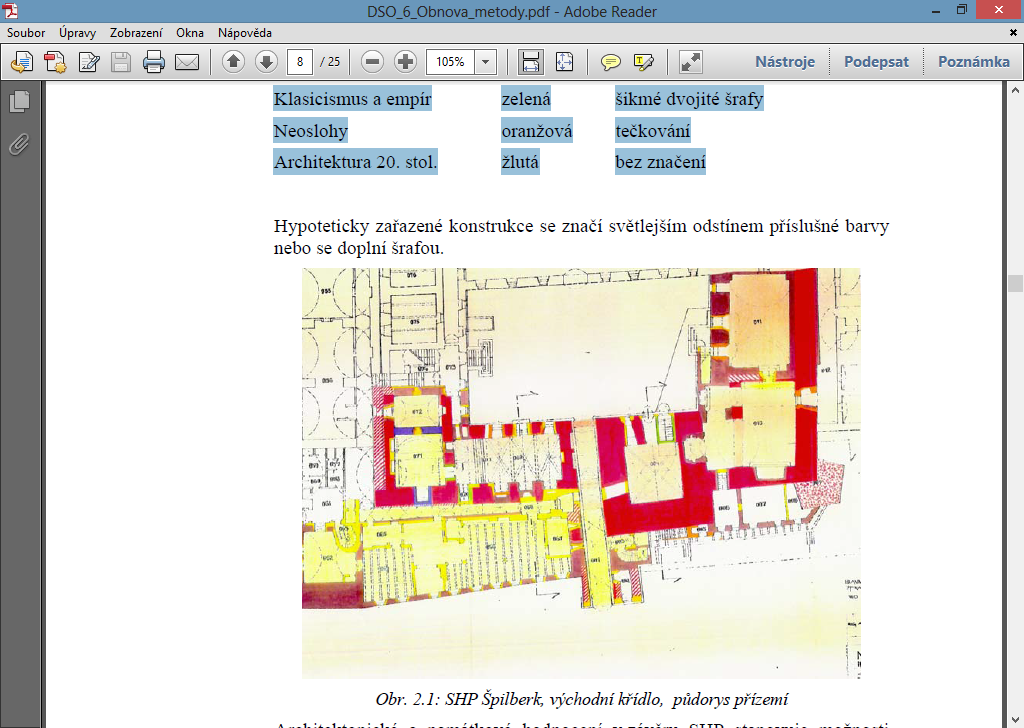 DSO_6_Obnova_metody.pdf - Adobe Reader
Soubor Úpravy Zobrazení Okna Nápověda
8 / 25 105% Nástroje Podepsat Poznámka
Klasicismus a empír zelená šikmé dvojité šrafy
Neoslohy oranžová tečkování
Architektura 20. stol. žlutá bez značení
Hypoteticky zařazené konstrukce se značí světlejším odstínem příslušné barvy
nebo se doplní šrafou.
Obr. 2.1: SHP Špilberk, východní křídlo, půdorys přízemí